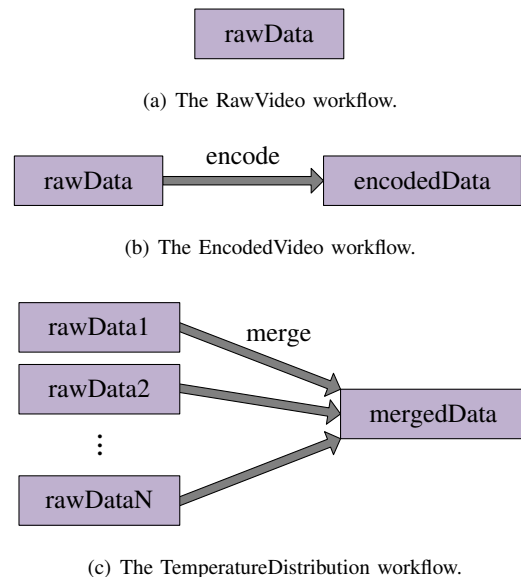 rawData
(a) The RawVideo workflow.
encode
rawData
encodedData
(b) The EncodedVideo workflow.
rawData1
merge
rawData2
mergedData
⋮
rawDataN
(c) The TemperatureDistribution workflow.